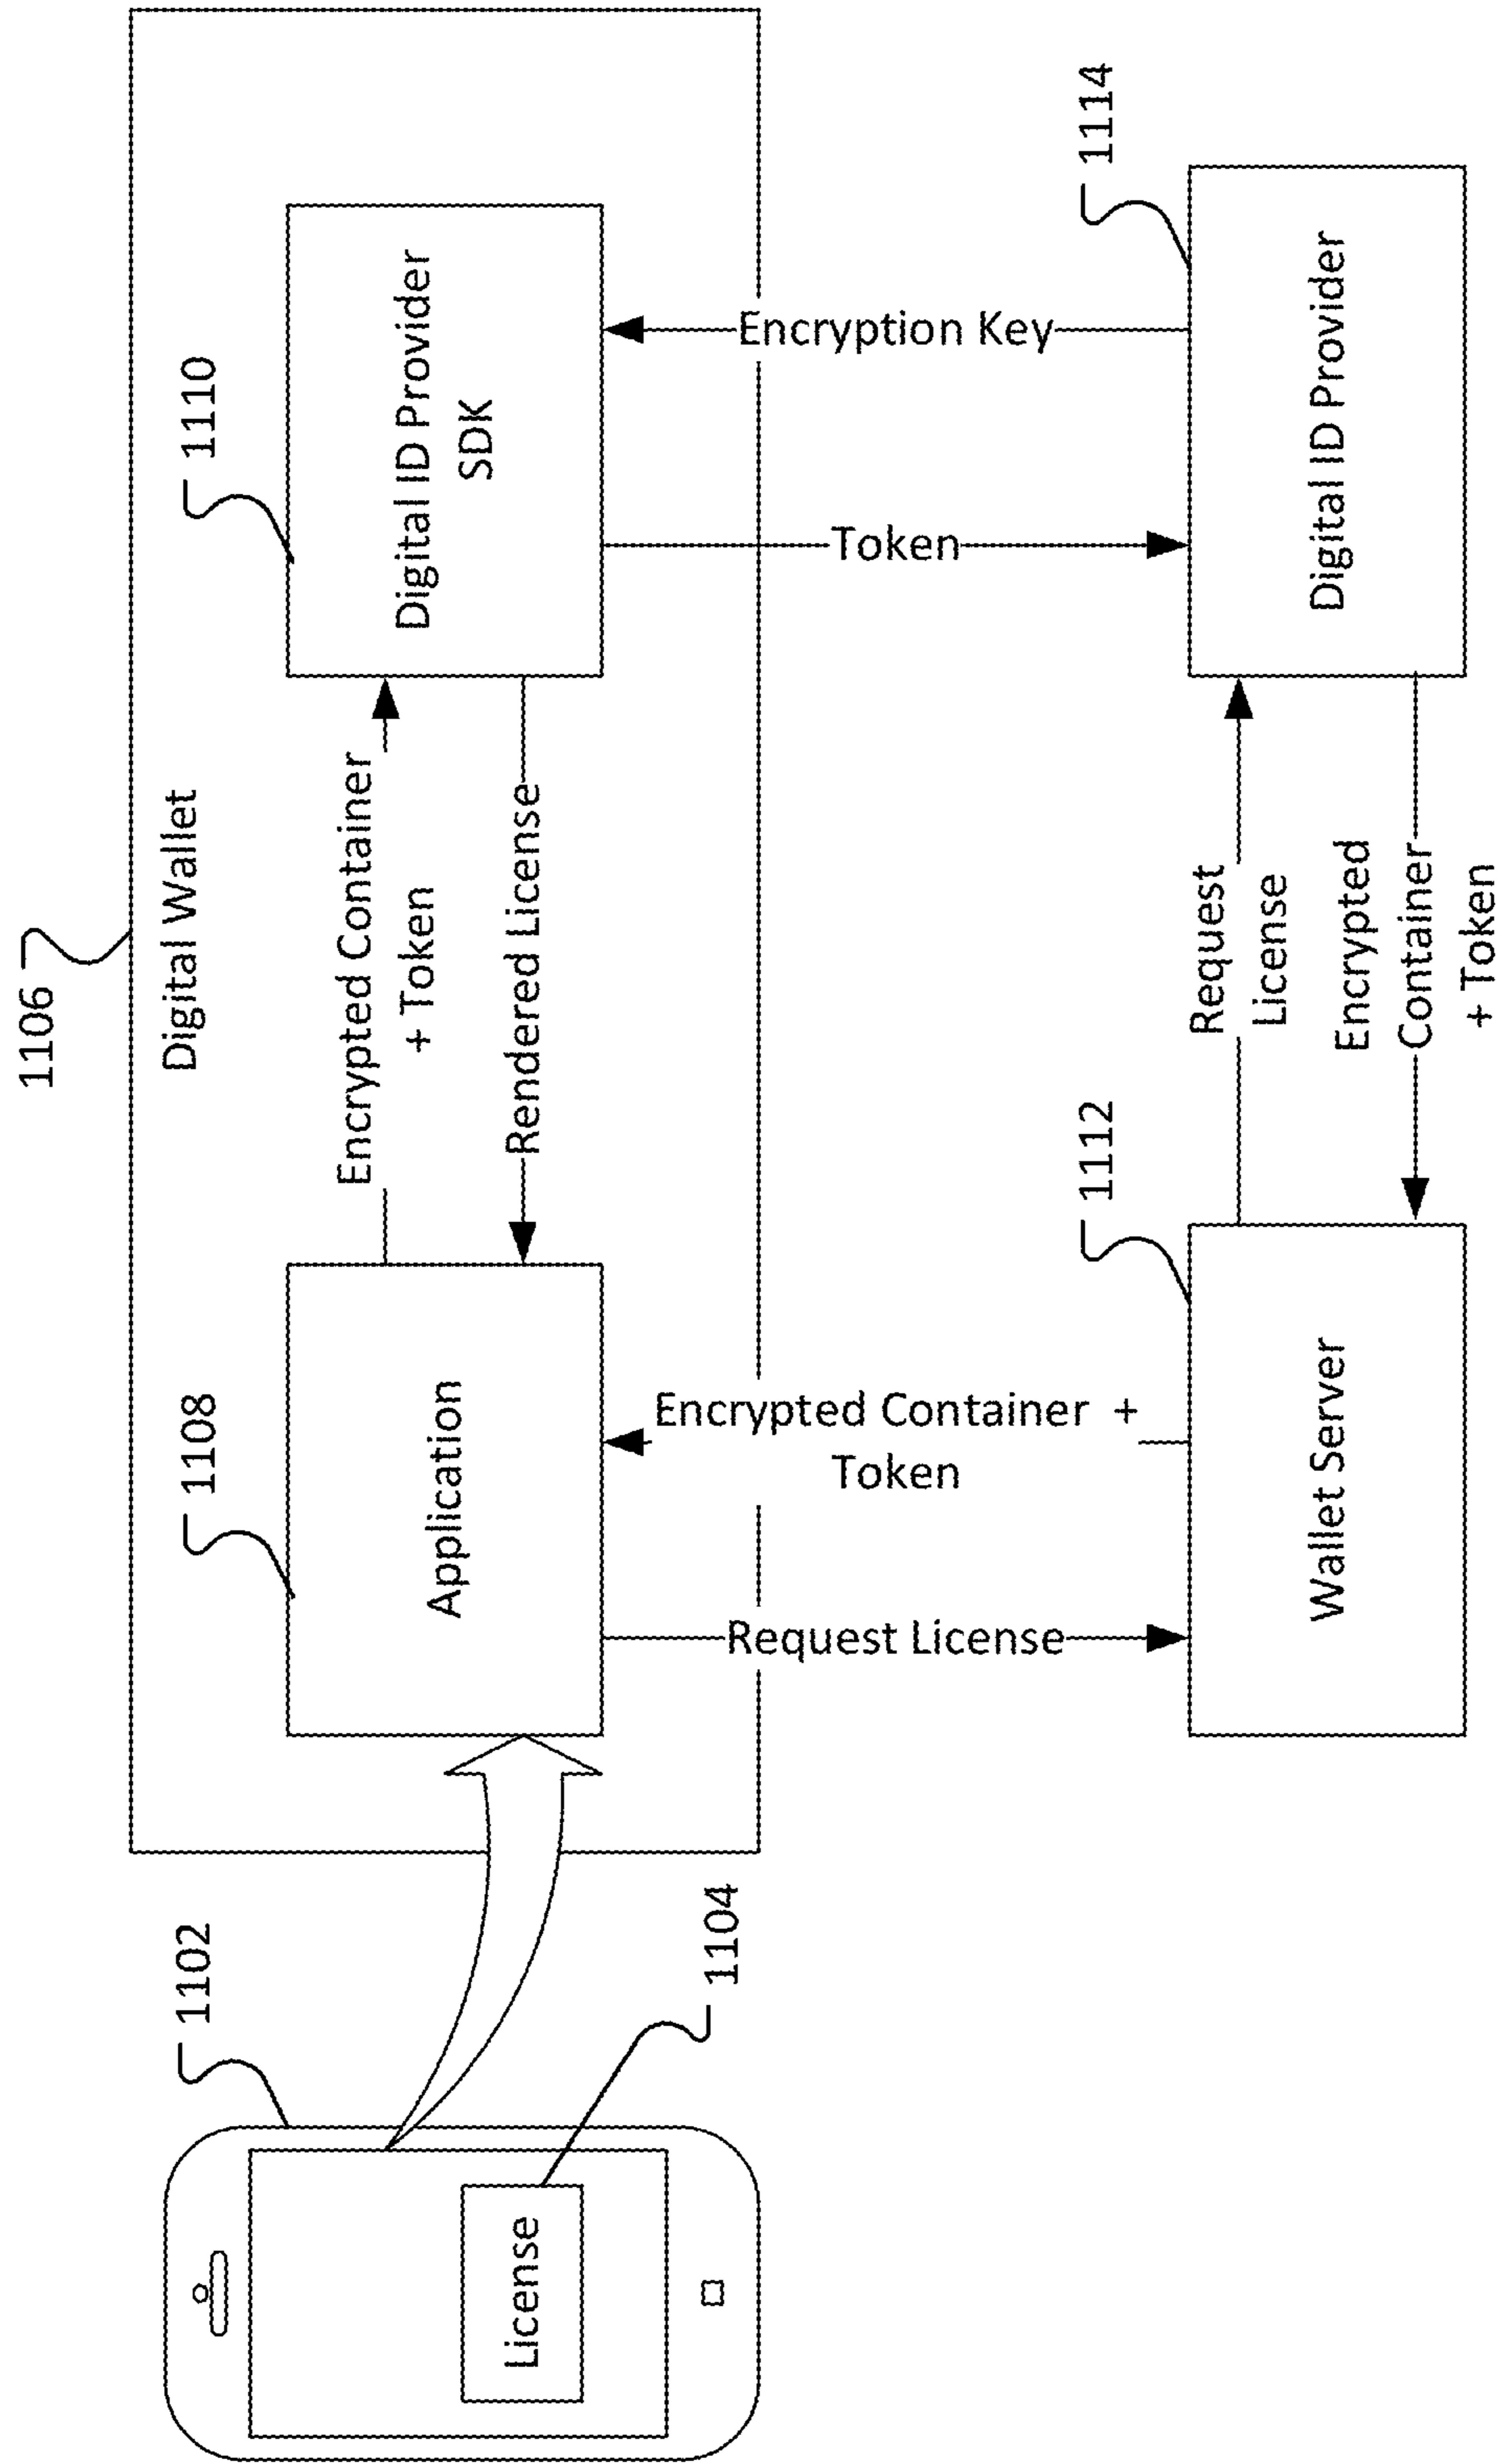 1106
Digital Wallet
1102
1108
1110
Application
Encrypted Container
+ Token
Rendered License
Digital ID Provider
SDK
License
1104
Request License
Encrypted Container +
Token
Token
Encryption Key
1112
1114
Wallet Server
Request
License
Encrypted
Container
+ Token
Digital ID Provider